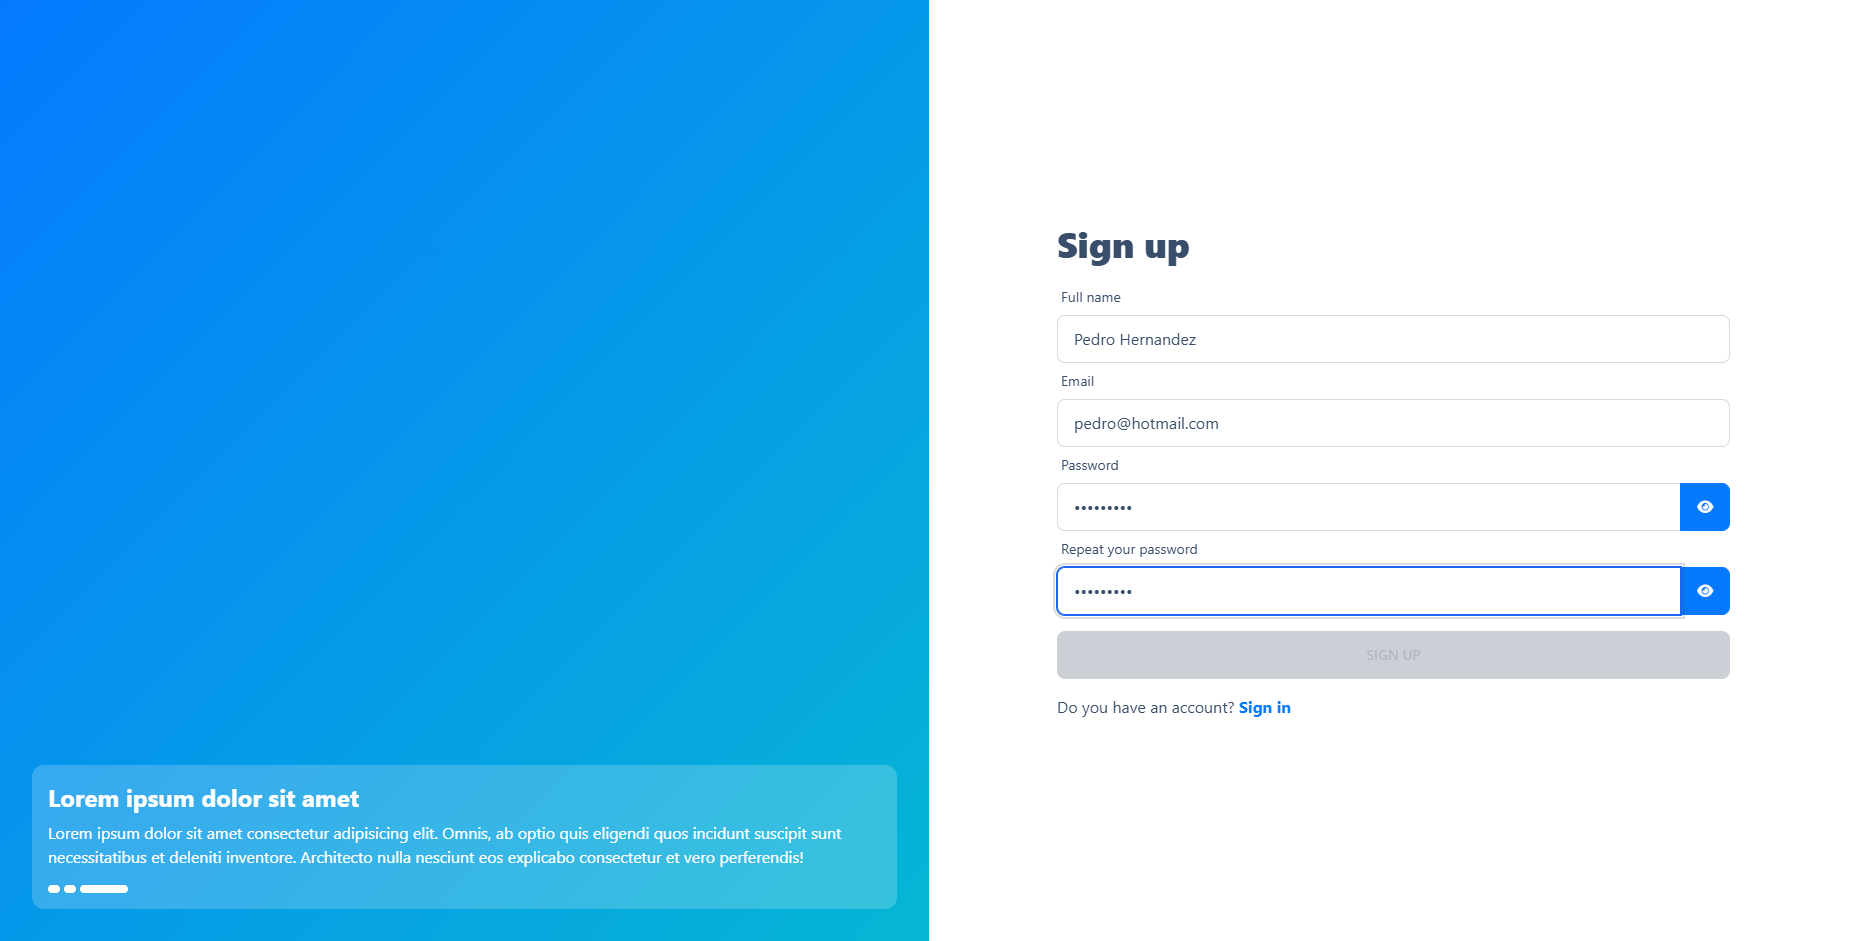 Sign up
Full name
Pedro Hernandez
Email
pedro@hotmail.com
Password
•••••••••
Repeat your password
•••••••••
SIGN UP
Do you have an account? Sign in
Lorem ipsum dolor sit amet
Lorem ipsum dolor sit amet consectetur adipisicing elit. Omnis, ab optio quis eligendi quos incidunt suscipit sunt
necessitatibus et deleniti inventore. Architecto nulla nesciunt eos explicabo consectetur et vero perferendis!